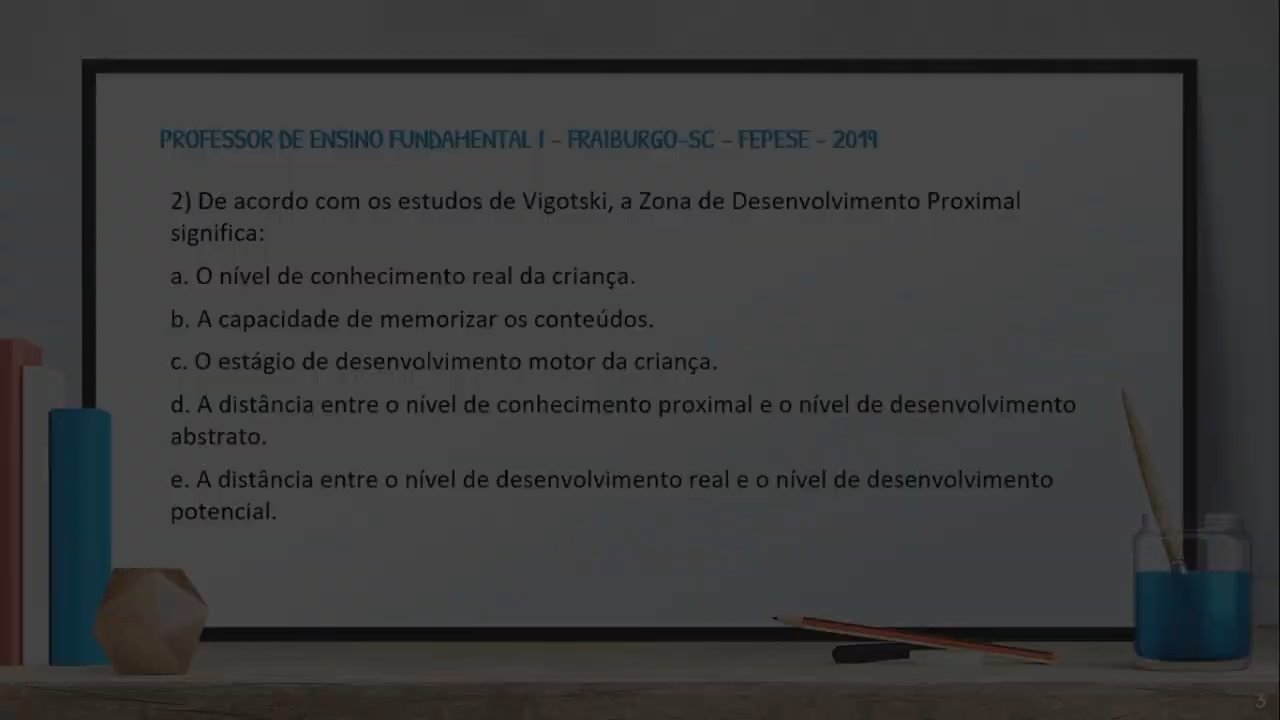 PROFESSOR DE ENSINO FUNDAMENTAL I - FRAIBURGO-SC - FEPESE - 2019
2) De acordo com os estudos de Vigotski, a Zona de Desenvolvimento Proximal
significa:
a. O nível de conhecimento real da criança.
b. A capacidade de memorizar os conteúdos.
c. O estágio de desenvolvimento motor da criança.
d. A distância entre o nível de conhecimento proximal e o nível de desenvolvimento
abstrato.
e. A distância entre o nível de desenvolvimento real e o nível de desenvolvimento
potencial.
3